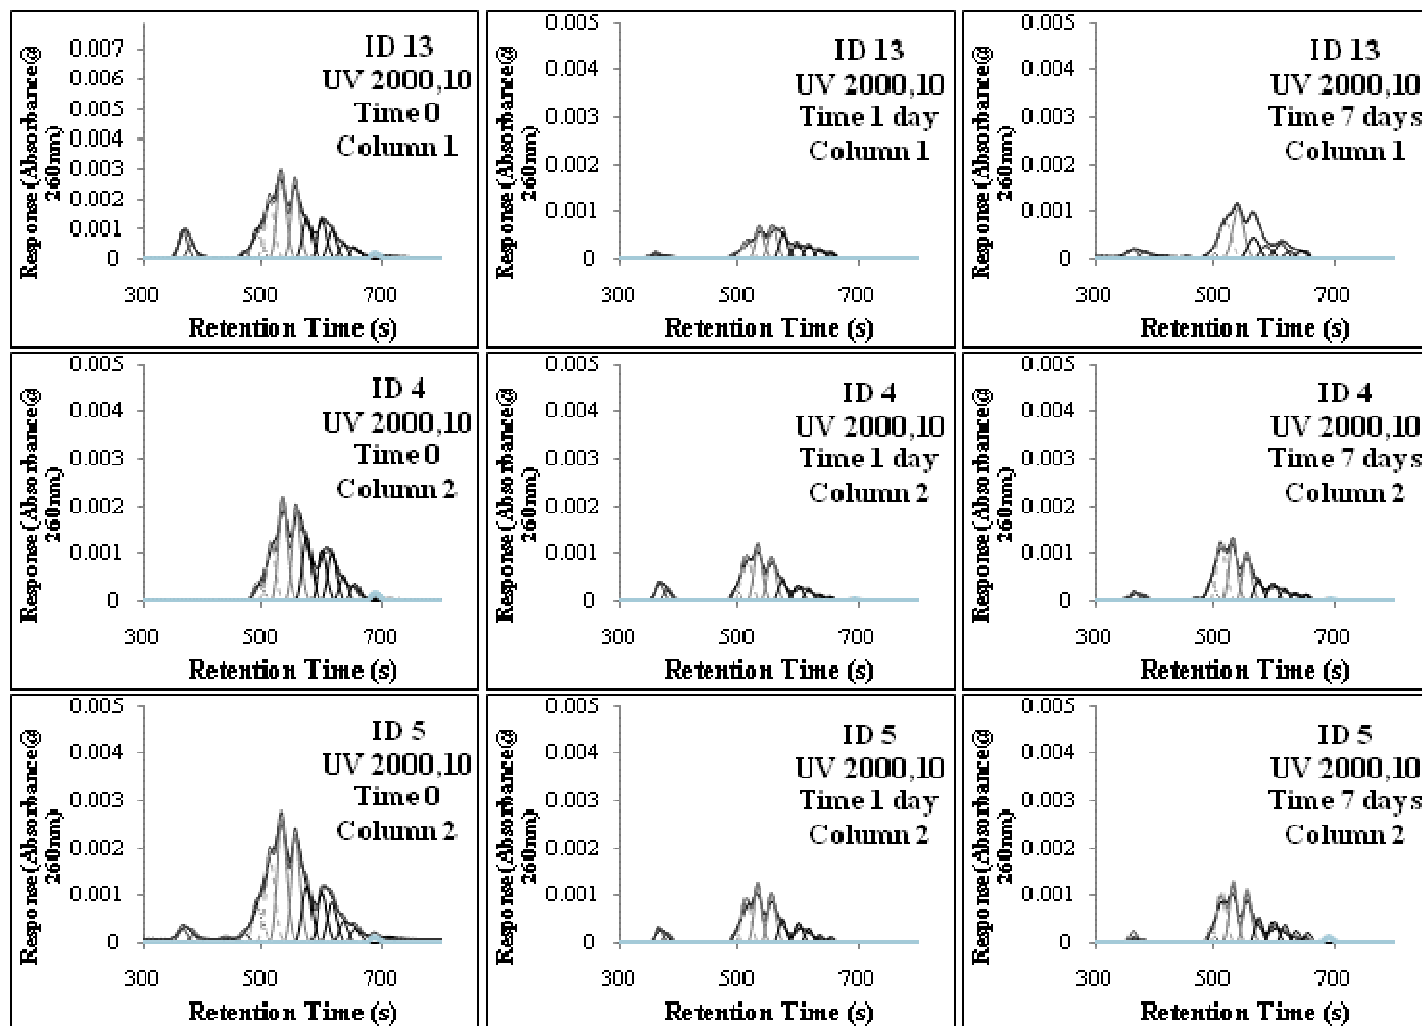 Response (Absorbance@
260nm)
0.007
0.006
0.005
0.004
0.003
0.002
0.001
0
300
500
700
Retention Time (s)
ID 13
UV 2000,10
Time 0
Column 1
Response (Absorbance@
260nm)
0.005
0.004
0.003
0.002
0.001
0
300
500
700
Retention Time (s)
ID 13
UV 2000,10
Time 1 day
Column 1
Response (Absorbance@
260nm)
0.005
0.004
0.003
0.002
0.001
0
300
500
700
Retention Time (s)
ID 13
UV 2000,10
Time 7 days
Column 1
Response (Absorbance@
260nm)
0.005
0.004
0.003
0.002
0.001
0
300
500
700
Retention Time (s)
ID 4
UV 2000,10
Time 0
Column 2
Response (Absorbance@
260nm)
0.005
0.004
0.003
0.002
0.001
0
300
500
700
Retention Time (s)
ID 4
UV 2000,10
Time 1 day
Column 2
Response (Absorbance@
260nm)
0.005
0.004
0.003
0.002
0.001
0
300
500
700
Retention Time (s)
ID 4
UV 2000,10
Time 7 days
Column 2
Response (Absorbance@
260nm)
0.005
0.004
0.003
0.002
0.001
0
300
500
700
Retention Time (s)
ID 5
UV 2000,10
Time 0
Column 2
Response (Absorbance@
260nm)
0.005
0.004
0.003
0.002
0.001
0
300
500
700
Retention Time (s)
ID 5
UV 2000,10
Time 1 day
Column 2
Response (Absorbance@
260nm)
0.005
0.004
0.003
0.002
0.001
0
300
500
700
Retention Time (s)
ID 5
UV 2000,10
Time 7 days
Column 2